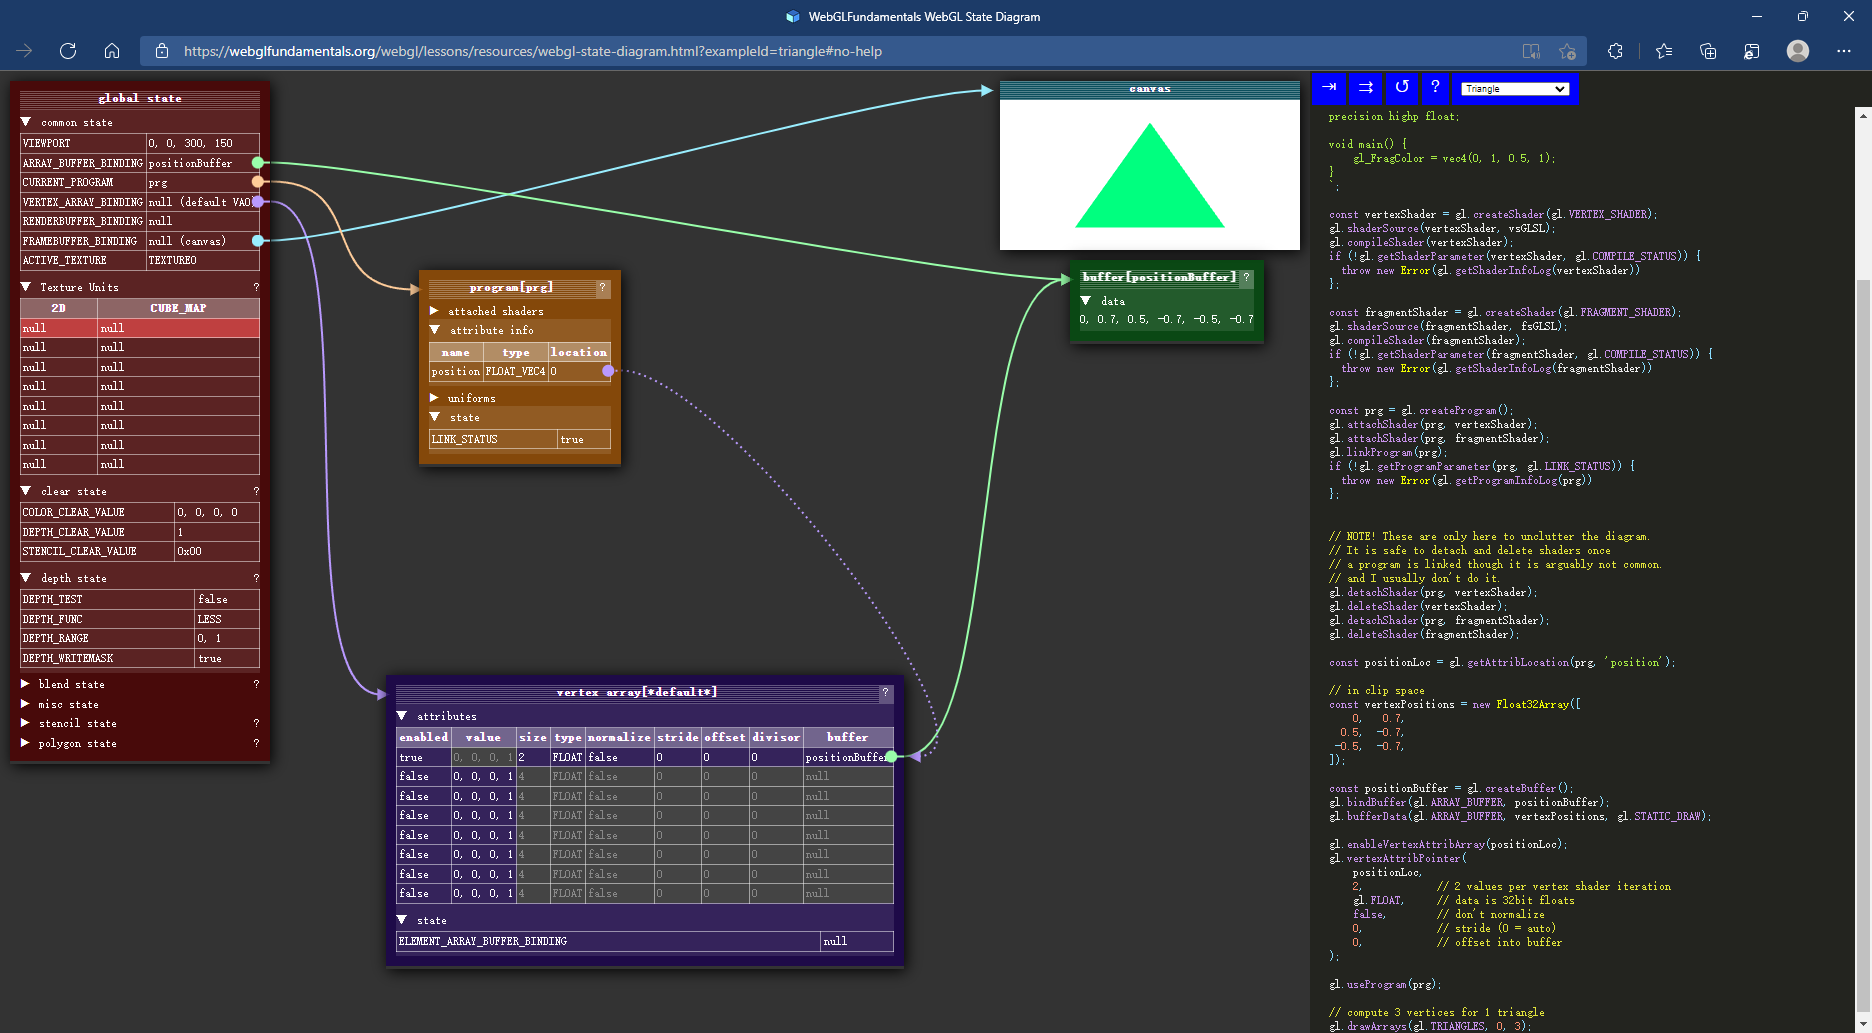 WebGLFundamentals WebGL State Diagram
https://webglfundamentals.org/webgl/lessons/resources/webgl-state-diagram.html?exampleId=triangle#no-help
global state
common state
VIEWPORT 0, 0, 300, 150
ARRAY_BUFFER_BINDING positionBuffer
CURRENT_PROGRAM prg
VERTEX_ARRAY_BINDING null (default VAO)
RENDERBUFFER_BINDING null
FRAMEBUFFER_BINDING null (canvas)
ACTIVE_TEXTURE TEXTURE0
Texture Units ?
2D CUBE_MAP
null null
null null
null null
null null
null null
null null
null null
null null
clear state ?
COLOR_CLEAR_VALUE 0, 0, 0, 0
DEPTH_CLEAR_VALUE 1
STENCIL_CLEAR_VALUE 0x00
depth state ?
DEPTH_TEST false
DEPTH_FUNC LESS
DEPTH_RANGE 0, 1
DEPTH_WRITEMASK true
blend state ?
misc state
stencil state ?
polygon state ?
program[prg] ?
attached shaders
attribute info
name type location
position FLOAT_VEC4 0
uniforms
state
LINK_STATUS true
canvas
buffer[positionBuffer] ?
data
0, 0.7, 0.5, -0.7, -0.5, -0.7
vertex array[*default*] ?
attributes
enabled value size type normalize stride offset divisor buffer
true 0, 0, 0, 1 2 FLOAT false 0 0 0 positionBuffer
false 0, 0, 0, 1 4 FLOAT false 0 0 0 null
false 0, 0, 0, 1 4 FLOAT false 0 0 0 null
false 0, 0, 0, 1 4 FLOAT false 0 0 0 null
false 0, 0, 0, 1 4 FLOAT false 0 0 0 null
false 0, 0, 0, 1 4 FLOAT false 0 0 0 null
false 0, 0, 0, 1 4 FLOAT false 0 0 0 null
false 0, 0, 0, 1 4 FLOAT false 0 0 0 null
state
ELEMENT_ARRAY_BUFFER_BINDING null
? Triangle
precision highp float;
void main() {
gl_FragColor = vec4(0, 1, 0.5, 1);
}
`;
const vertexShader = gl.createShader(gl.VERTEX_SHADER);
gl.shaderSource(vertexShader, vsGLSL);
gl.compileShader(vertexShader);
if (!gl.getShaderParameter(vertexShader, gl.COMPILE_STATUS)) {
throw new Error(gl.getShaderInfoLog(vertexShader))
};
const fragmentShader = gl.createShader(gl.FRAGMENT_SHADER);
gl.shaderSource(fragmentShader, fsGLSL);
gl.compileShader(fragmentShader);
if (!gl.getShaderParameter(fragmentShader, gl.COMPILE_STATUS)) {
throw new Error(gl.getShaderInfoLog(fragmentShader))
};
const prg = gl.createProgram();
gl.attachShader(prg, vertexShader);
gl.attachShader(prg, fragmentShader);
gl.linkProgram(prg);
if (!gl.getProgramParameter(prg, gl.LINK_STATUS)) {
throw new Error(gl.getProgramInfoLog(prg))
};
// NOTE! These are only here to unclutter the diagram.
// It is safe to detach and delete shaders once
// a program is linked though it is arguably not common.
// and I usually don't do it.
gl.detachShader(prg, vertexShader);
gl.deleteShader(vertexShader);
gl.detachShader(prg, fragmentShader);
gl.deleteShader(fragmentShader);
const positionLoc = gl.getAttribLocation(prg, 'position');
// in clip space
const vertexPositions = new Float32Array([
0, 0.7,
0.5, -0.7,
-0.5, -0.7,
]);
const positionBuffer = gl.createBuffer();
gl.bindBuffer(gl.ARRAY_BUFFER, positionBuffer);
gl.bufferData(gl.ARRAY_BUFFER, vertexPositions, gl.STATIC_DRAW);
gl.enableVertexAttribArray(positionLoc);
gl.vertexAttribPointer(
positionLoc,
2, // 2 values per vertex shader iteration
gl.FLOAT, // data is 32bit floats
false, // don't normalize
0, // stride (0 = auto)
0, // offset into buffer
);
gl.useProgram(prg);
// compute 3 vertices for 1 triangle
gl.drawArrays(gl.TRIANGLES, 0, 3);